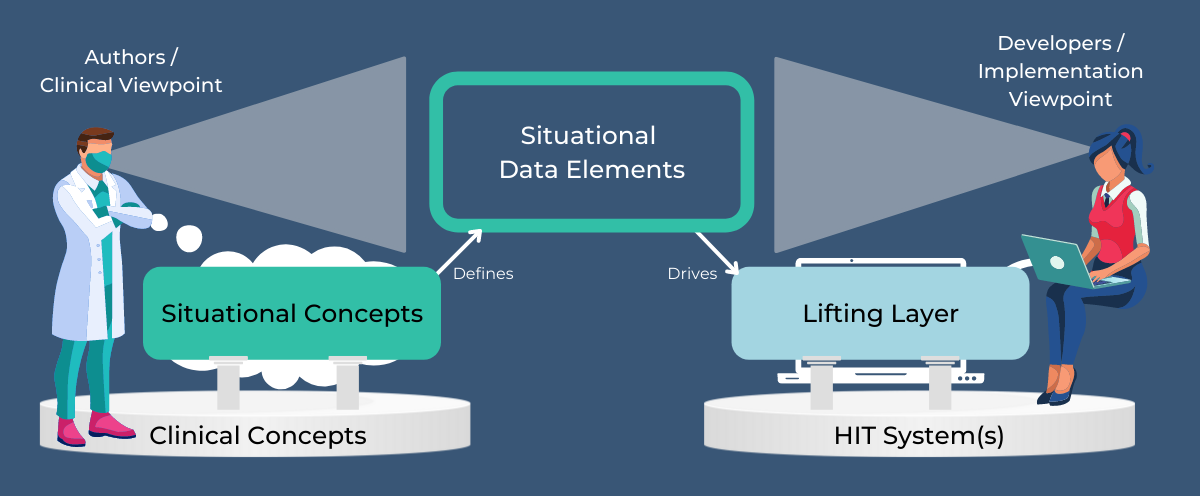 Authors /
Clinical Viewpoint
Developers /
Implementation
Viewpoint
Situational
Data Elements
Defines
Drives
Situational Concepts
Lifting Layer
Clinical Concepts
HIT System(s)